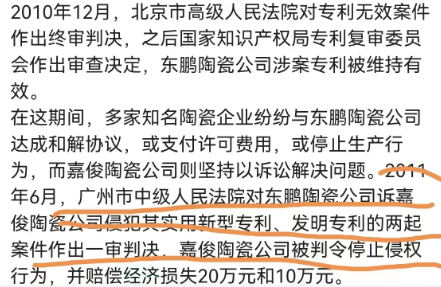 2010年12月，北京市高级人民法院对专利无效案件
作出终审判决，之后国家知识产权局专利复审委员
会作出审查决定，东鹏陶瓷公司涉案专利被维持有
效。
在这期间，多家知名陶瓷企业纷纷与东鹏陶瓷公司
达成和解协议，或支付许可费用，或停止生产行
为，而嘉俊陶瓷公司则坚持以诉讼解决问题。2011
年6月，广州市中级人民法院对东鹏陶瓷公司诉嘉
俊陶瓷公司侵犯其实用新型专利、发明专利的两起
案件作出一审判决，嘉俊陶瓷公司被判令停止侵权
行为，并赔偿经济损失20万元和10万元。